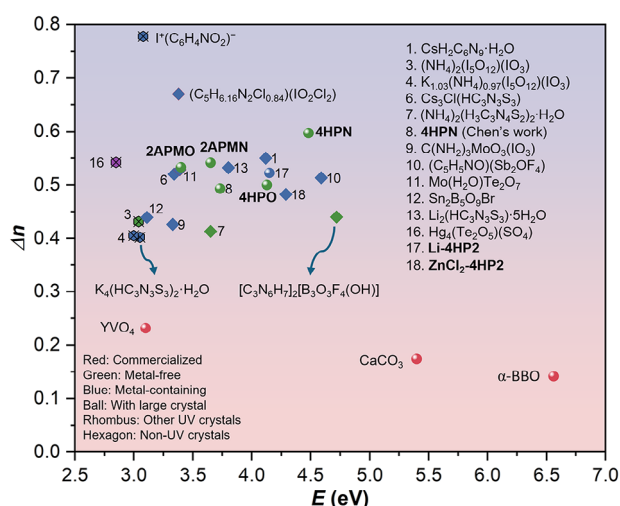 0.8
0.7
0.6
0.5
0.4
0.3
0.2
0.1
0.0
Δn
2.5 3.0 3.5 4.0 4.5 5.0 5.5 6.0 6.5 7.0
E (eV)
I⁺(C₆H₄NO₂)⁻
(C₅H₆.₁₆N₂Cl₀.₈₄)(IO₂Cl₂)
4HPN
2APMO 2APMN
16
6
11
13
1
17
8
10
4HPO
18
3
12
4
9
7
K₄(HC₃N₃S₃)₂·H₂O
[C₃N₆H₇]₂[B₃O₃F₄(OH)]
YVO₄
CaCO₃
α-BBO
1. CsH₂C₆N₉·H₂O
3. (NH₄)₂(I₅O₁₂)(IO₃)
4. K₁.₀₃(NH₄)₀.₉₇(I₅O₁₂)(IO₃)
6. Cs₃Cl(HC₃N₃S₃)
7. (NH₄)₂(H₃C₃N₄S₂)₂·H₂O
8. 4HPN (Chen's work)
9. C(NH₂)₃MoO₃(IO₃)
10. (C₅H₅NO)(Sb₂OF₄)
11. Mo(H₂O)Te₂O₇
12. Sn₂B₅O₉Br
13. Li₂(HC₃N₃S₃)·5H₂O
16. Hg₄(Te₂O₅)(SO₄)
17. Li-4HP2
18. ZnCl₂-4HP2
Red: Commercialized
Green: Metal-free
Blue: Metal-containing
Ball: With large crystal
Rhombus: Other UV crystals
Hexagon: Non-UV crystals